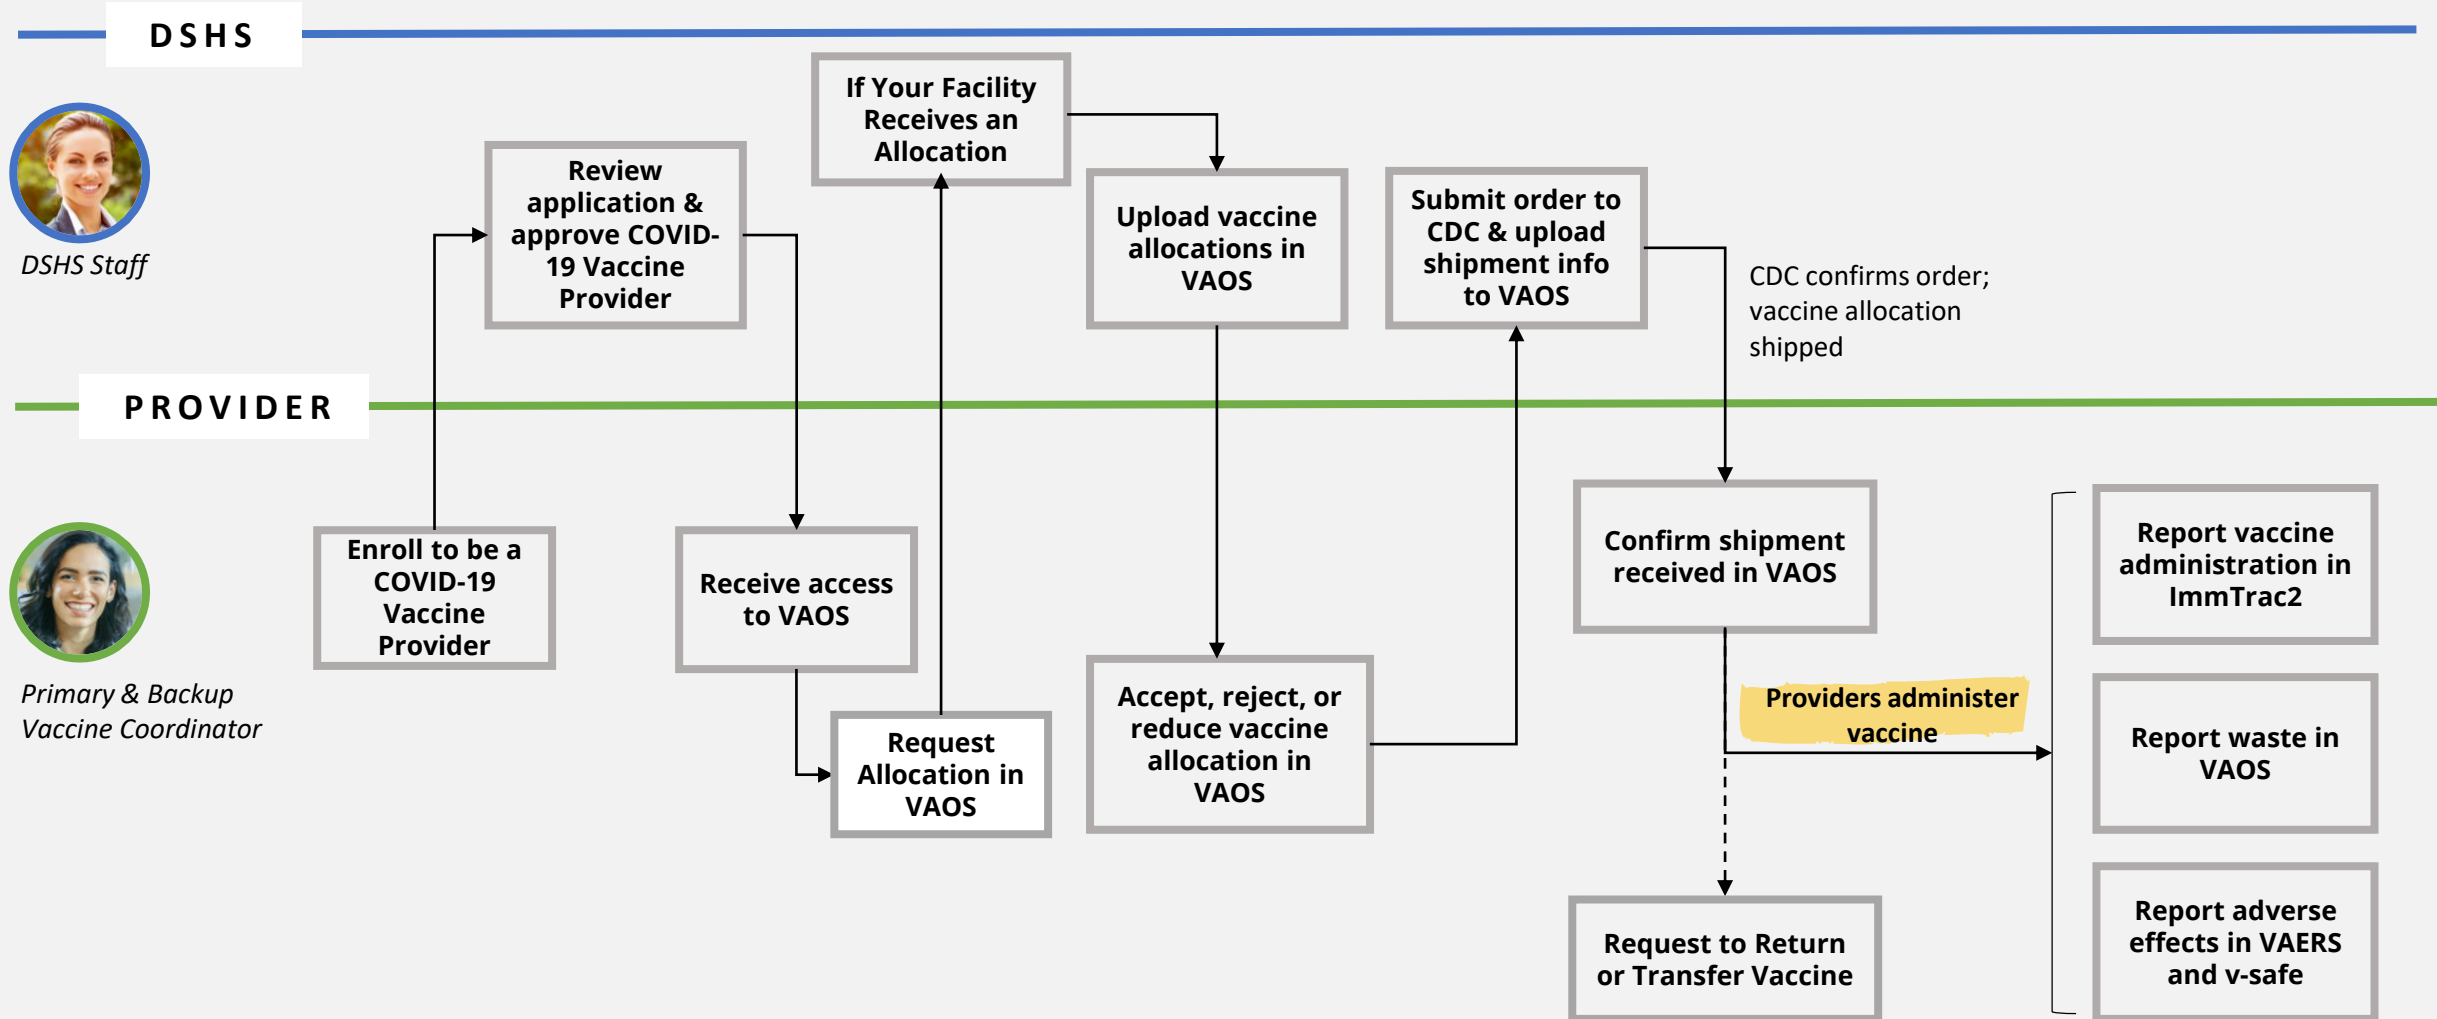 DSHS
If Your Facility
Receives an
Allocation
Review
application &
approve COVID-
19 Vaccine
Provider
Upload vaccine
allocations in
VAOS
Submit order to
CDC & upload
shipment info
to VAOS
DSHS Staff
CDC confirms order;
vaccine allocation
shipped
PROVIDER
Enroll to be a
COVID-19
Vaccine
Provider
Receive access
to VAOS
Request
Allocation in
VAOS
Accept, reject, or
reduce vaccine
allocation in
VAOS
Confirm shipment
received in VAOS
Providers administer
vaccine
Report vaccine
administration in
ImmTrac2
Report waste in
VAOS
Report adverse
effects in VAERS
and v-safe
Request to Return
or Transfer Vaccine
Primary & Backup
Vaccine Coordinator